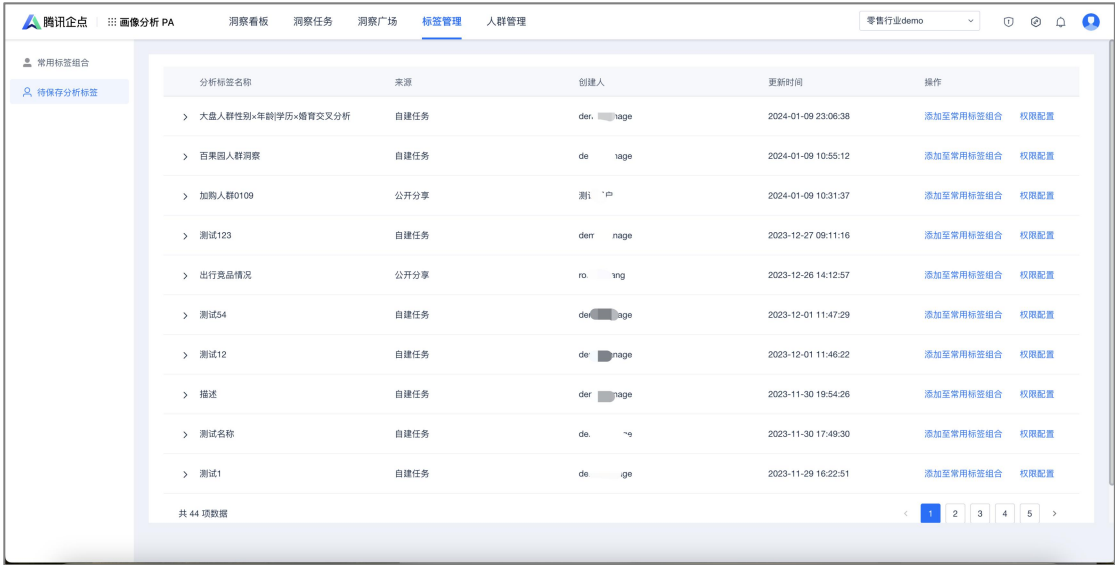 腾讯企点 画像分析 PA 洞察看板 洞察任务 洞察广场 标签管理 人群管理 零售行业demo
常用标签组合
待保存分析标签
分析标签名称 来源 创建人 更新时间 操作
大盘人群性别×年龄|学历×婚育交叉分析 自建任务 2024-01-09 23:06:38 添加至常用标签组合 权限配置
百果园人群洞察 自建任务 2024-01-09 10:55:12 添加至常用标签组合 权限配置
加购人群0109 公开分享 2024-01-09 10:31:37 添加至常用标签组合 权限配置
测试123 自建任务 2023-12-27 09:11:16 添加至常用标签组合 权限配置
出行竞品情况 公开分享 2023-12-26 14:12:57 添加至常用标签组合 权限配置
测试54 自建任务 2023-12-01 11:47:29 添加至常用标签组合 权限配置
测试12 自建任务 2023-12-01 11:46:22 添加至常用标签组合 权限配置
描述 自建任务 2023-11-30 19:54:26 添加至常用标签组合 权限配置
测试名称 自建任务 2023-11-30 17:49:30 添加至常用标签组合 权限配置
测试1 自建任务 2023-11-29 16:22:51 添加至常用标签组合 权限配置
共 44 项数据 1 2 3 4 5